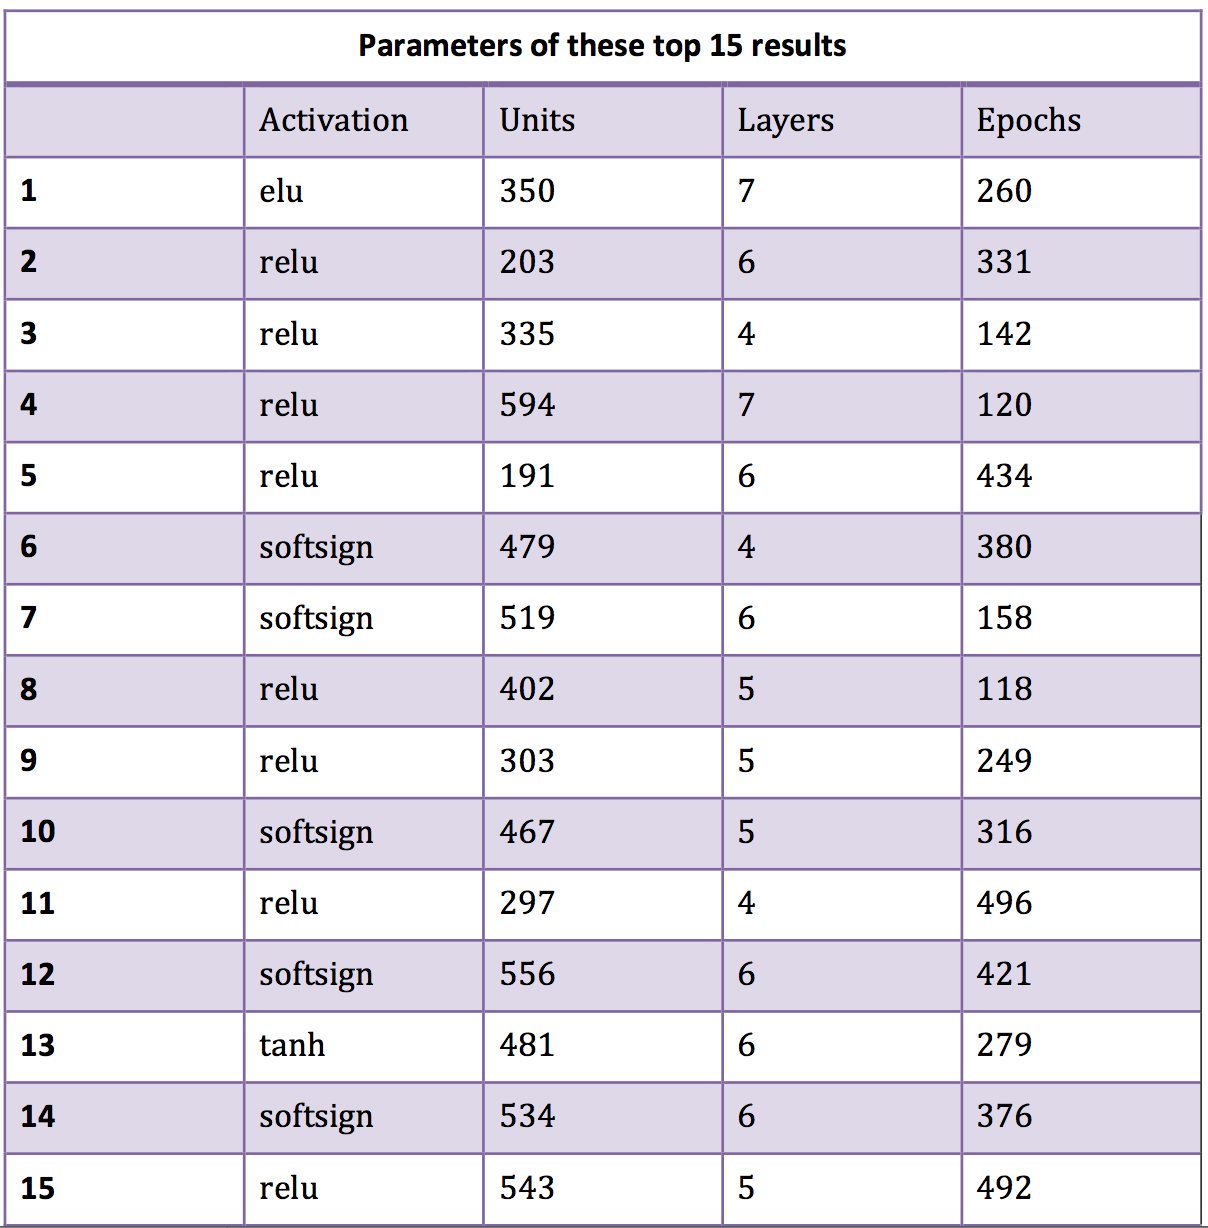 Parameters of these top 15 results
Activation Units Layers Epochs
1 elu 350 7 260
2 relu 203 6 331
3 relu 335 4 142
4 relu 594 7 120
5 relu 191 6 434
6 softsign 479 4 380
7 softsign 519 6 158
8 relu 402 5 118
9 relu 303 5 249
10 softsign 467 5 316
11 relu 297 4 496
12 softsign 556 6 421
13 tanh 481 6 279
14 softsign 534 6 376
15 relu 543 5 492